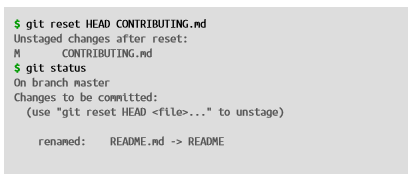 $ git reset HEAD CONTRIBUTING.md
Unstaged changes after reset:
M       CONTRIBUTING.md
$ git status
On branch master
Changes to be committed:
  (use "git reset HEAD <file>..." to unstage)

    renamed:    README.md -> README